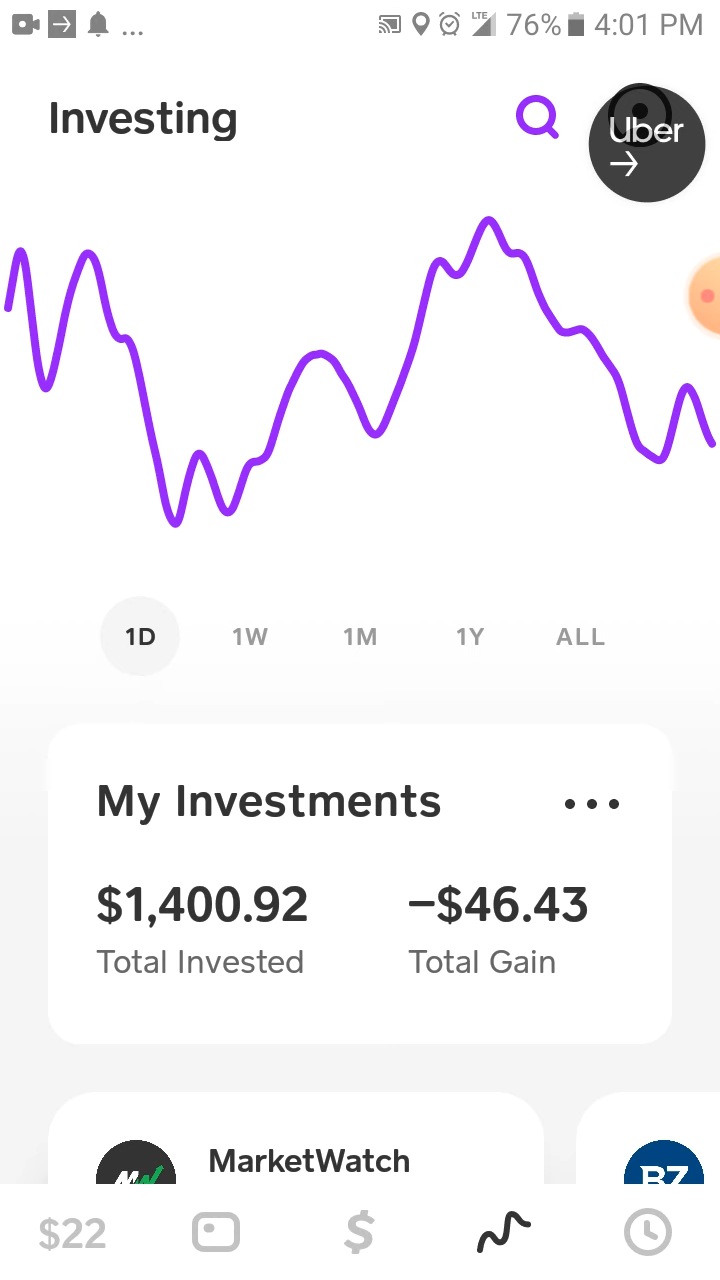 ... LTE 76% 4:01 PM
Investing
Uber
→
1D 1W 1M 1Y ALL
My Investments
$1,400.92 –$46.43
Total Invested Total Gain
MarketWatch
MW BZ
$22 $